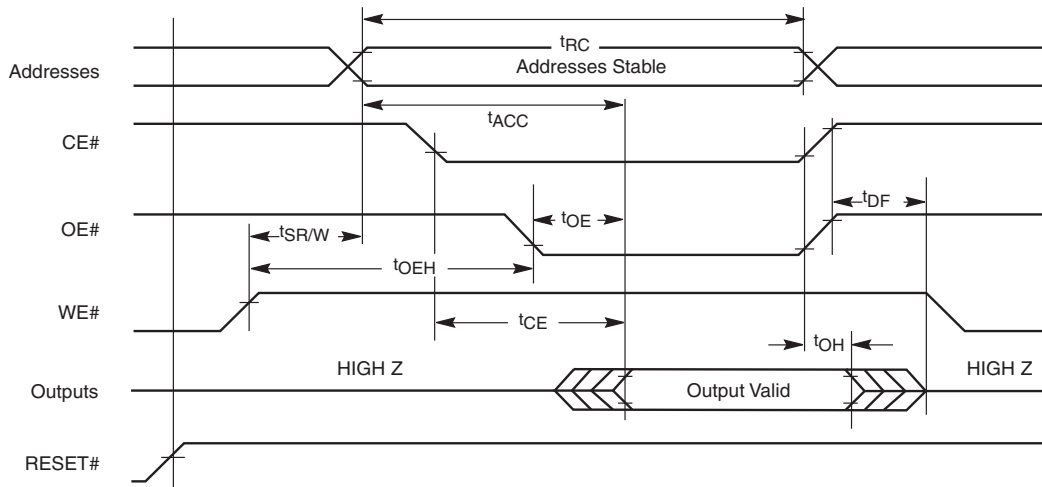 tRC
Addresses
Addresses Stable
tACC
CE#
tDF
tOE
OE#
tSR/W
tOEH
WE#
tCE
tOH
HIGH Z
HIGH Z
Outputs
Output Valid
RESET#